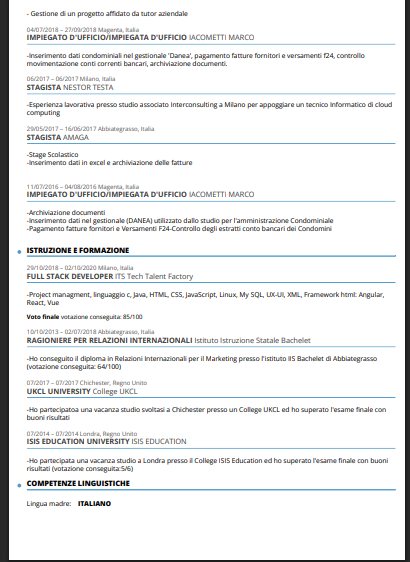 - Gestione di un progetto affidato da tutor aziendale
04/07/2018 – 27/09/2018 Magenta, Italia
IMPIEGATO D'UFFICIO/IMPIEGATA D'UFFICIO IACOMETTI MARCO
-Inserimento dati condominiali nel gestionale 'Danea', pagamento fatture fornitori e versamenti f24, controllo
movimentazione conti correnti bancari, archiviazione documenti.
06/2017 – 06/2017 Milano, Italia
STAGISTA NESTOR TESTA
-Esperienza lavorativa presso studio associato Interconsulting a Milano per appoggiare un tecnico Informatico di cloud
computing
29/05/2017 – 16/06/2017 Abbiategrasso, Italia
STAGISTA AMAGA
-Stage Scolastico
-Inserimento dati in excel e archiviazione delle fatture
11/07/2016 – 04/08/2016 Magenta, Italia
IMPIEGATO D'UFFICIO/IMPIEGATA D'UFFICIO IACOMETTI MARCO
-Archiviazione documenti
-Inserimento dati nel gestionale (DANEA) utilizzato dallo studio per l'amministrazione Condominiale
-Pagamento fatture fornitori e Versamenti F24-Controllo degli estratti conto bancari dei Condomini
ISTRUZIONE E FORMAZIONE
29/10/2018 – 02/10/2020 Milano, Italia
FULL STACK DEVELOPER ITS Tech Talent Factory
-Project managment, linguaggio c, Java, HTML, CSS, JavaScript, Linux, My SQL, UX-UI, XML, Framework html: Angular,
React, Vue
Voto finale votazione conseguita: 85/100
10/10/2013 – 02/07/2018 Abbiategrasso, Italia
RAGIONIERE PER RELAZIONI INTERNAZIONALI Istituto Istruzione Statale Bachelet
-Ho conseguito il diploma in Relazioni Internazionali per il Marketing presso l'istituto IIS Bachelet di Abbiategrasso
(votazione conseguita: 64/100)
07/2017 – 07/2017 Chichester, Regno Unito
UKCL UNIVERSITY College UKCL
-Ho partecipatoa una vacanza studio svoltasi a Chichester presso un College UKCL ed ho superato l'esame finale con
buoni risultati
07/2014 – 07/2014 Londra, Regno Unito
ISIS EDUCATION UNIVERSITY ISIS EDUCATION
-Ho partecipata una vacanza studio a Londra presso il College ISIS Education ed ho superato l'esame finale con buoni
risultati (votazione conseguita:5/6)
COMPETENZE LINGUISTICHE
Lingua madre: ITALIANO